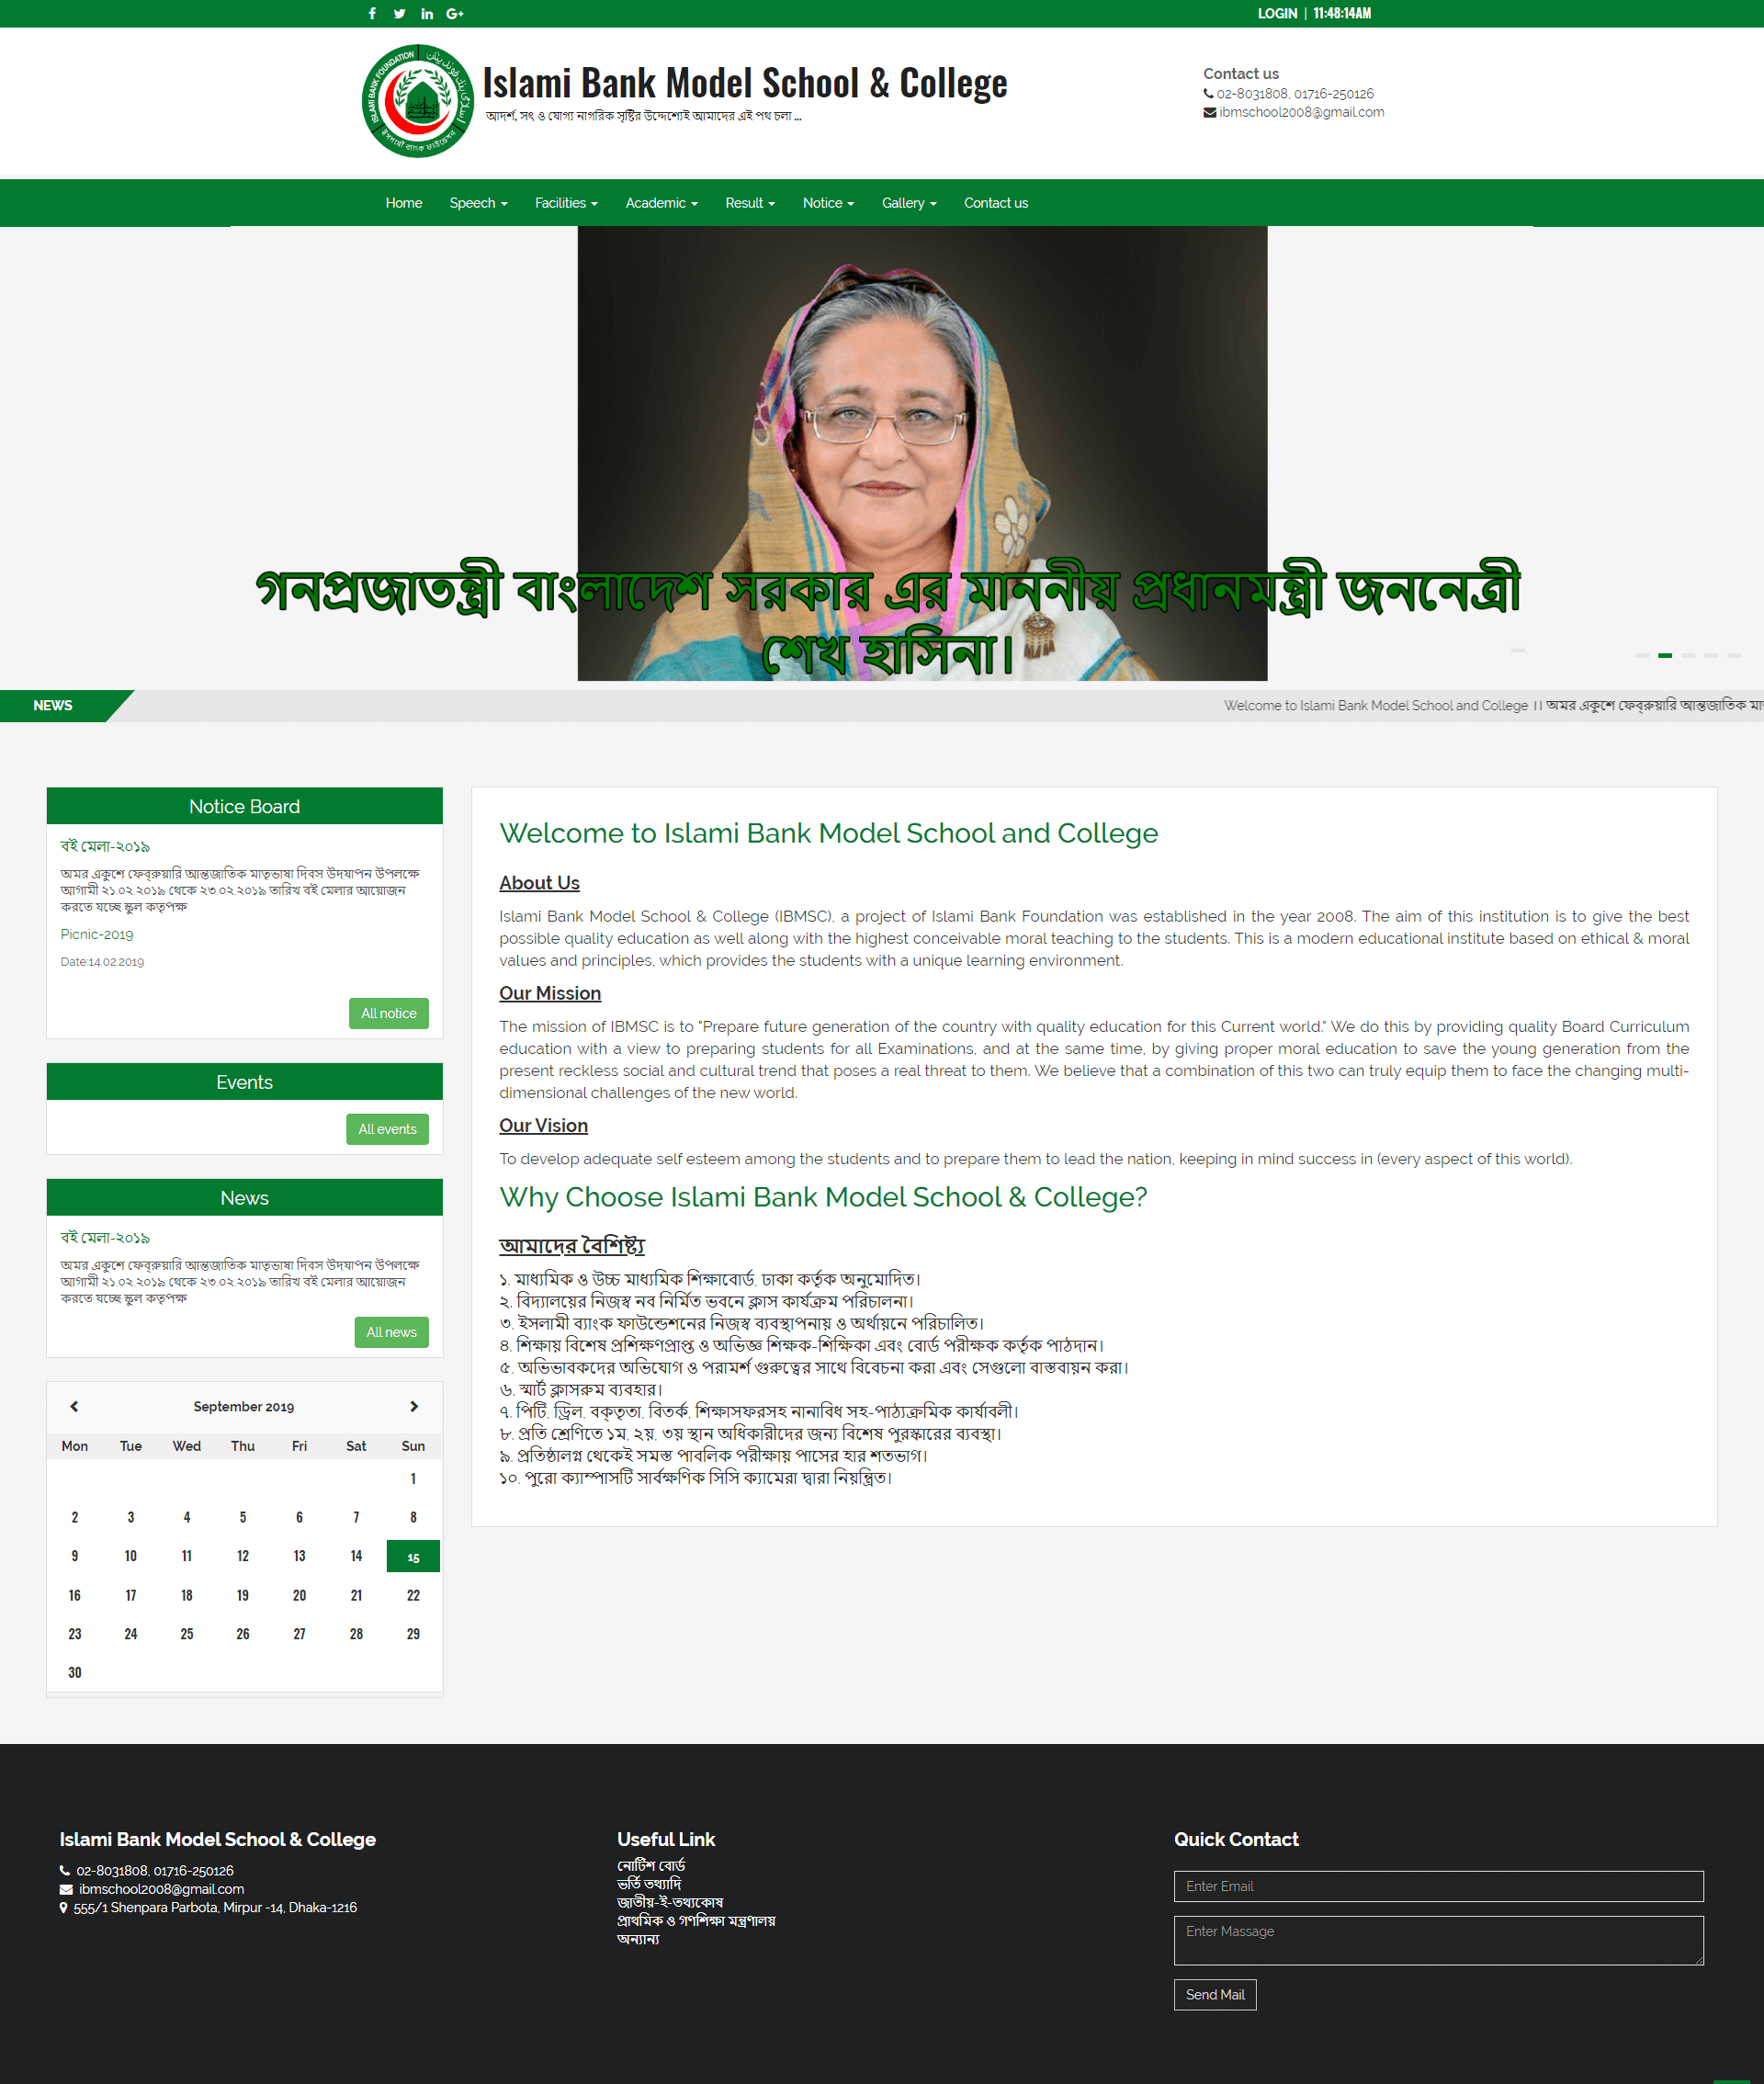 LOGIN | 11:48:14AM
ISLAMI BANK FOUNDATION
ইসলামী ব্যাংক ফাউন্ডেশন
Islami Bank Model School & College
আদর্শ, সৎ ও যোগ্য নাগরিক সৃষ্টির উদ্দেশ্যেই আমাদের এই পথ চলা ...
Contact us
02-8031808, 01716-250126
ibmschool2008@gmail.com
Home Speech Facilities Academic Result Notice Gallery Contact us
গনপ্রজাতন্ত্রী বাংলাদেশ সরকার এর মাননীয় প্রধানমন্ত্রী জননেত্রী
শেখ হাসিনা।
NEWS
Welcome to Islami Bank Model School and College ।। অমর একুশে ফেব্রুয়ারি আন্তজাতিক
Notice Board
বই মেলা-২০১৯
অমর একুশে ফেব্রুয়ারি আন্তজাতিক মাতৃভাষা দিবস উদযাপন উপলক্ষে
আগামী ২১.০২.২০১৯ থেকে ২৩.০২.২০১৯ তারিখ বই মেলার আয়োজন
করতে যচ্ছে স্কুল কতৃপক্ষ
Picnic-2019
Date:14.02.2019
All notice
Events
All events
News
বই মেলা-২০১৯
অমর একুশে ফেব্রুয়ারি আন্তজাতিক মাতৃভাষা দিবস উদযাপন উপলক্ষে
আগামী ২১.০২.২০১৯ থেকে ২৩.০২.২০১৯ তারিখ বই মেলার আয়োজন
করতে যচ্ছে স্কুল কতৃপক্ষ
All news
September 2019
Mon Tue Wed Thu Fri Sat Sun
1
2 3 4 5 6 7 8
9 10 11 12 13 14 15
16 17 18 19 20 21 22
23 24 25 26 27 28 29
30
Welcome to Islami Bank Model School and College
About Us
Islami Bank Model School & College (IBMSC), a project of Islami Bank Foundation was established in the year 2008. The aim of this institution is to give the best
possible quality education as well along with the highest conceivable moral teaching to the students. This is a modern educational institute based on ethical & moral
values and principles, which provides the students with a unique learning environment.
Our Mission
The mission of IBMSC is to "Prepare future generation of the country with quality education for this Current world." We do this by providing quality Board Curriculum
education with a view to preparing students for all Examinations, and at the same time, by giving proper moral education to save the young generation from the
present reckless social and cultural trend that poses a real threat to them. We believe that a combination of this two can truly equip them to face the changing multi-
dimensional challenges of the new world.
Our Vision
To develop adequate self esteem among the students and to prepare them to lead the nation, keeping in mind success in (every aspect of this world).
Why Choose Islami Bank Model School & College?
আমাদের বৈশিষ্ট্য
১. মাধ্যমিক ও উচ্চ মাধ্যমিক শিক্ষাবোর্ড, ঢাকা কর্তৃক অনুমোদিত।
২. বিদ্যালয়ের নিজস্ব নব নির্মিত ভবনে ক্লাস কার্যক্রম পরিচালনা।
৩. ইসলামী ব্যাংক ফাউন্ডেশনের নিজস্ব ব্যবস্থাপনায় ও অর্থায়নে পরিচালিত।
৪. শিক্ষায় বিশেষ প্রশিক্ষণপ্রাপ্ত ও অভিজ্ঞ শিক্ষক-শিক্ষিকা এবং বোর্ড পরীক্ষক কর্তৃক পাঠদান।
৫. অভিভাবকদের অভিযোগ ও পরামর্শ গুরুত্বের সাথে বিবেচনা করা এবং সেগুলো বাস্তবায়ন করা।
৬. স্মার্ট ক্লাসরুম ব্যবহার।
৭. পিটি, ড্রিল, বক্তৃতা, বিতর্ক, শিক্ষাসফরসহ নানাবিধ সহ-পাঠ্যক্রমিক কার্যাবলী।
৮. প্রতি শ্রেণিতে ১ম, ২য়, ৩য় স্থান অধিকারীদের জন্য বিশেষ পুরস্কারের ব্যবস্থা।
৯. প্রতিষ্ঠালগ্ন থেকেই সমস্ত পাবলিক পরীক্ষায় পাসের হার শতভাগ।
১০. পুরো ক্যাম্পাসটি সার্বক্ষণিক সিসি ক্যামেরা দ্বারা নিয়ন্ত্রিত।
Islami Bank Model School & College
02-8031808, 01716-250126
ibmschool2008@gmail.com
555/1 Shenpara Parbota, Mirpur -14, Dhaka-1216
Useful Link
নোটিশ বোর্ড
ভর্তি তথ্যাদি
জাতীয়-ই-তথ্যকোষ
প্রাথমিক ও গণশিক্ষা মন্ত্রণালয়
অন্যান্য
Quick Contact
Enter Email
Enter Massage
Send Mail